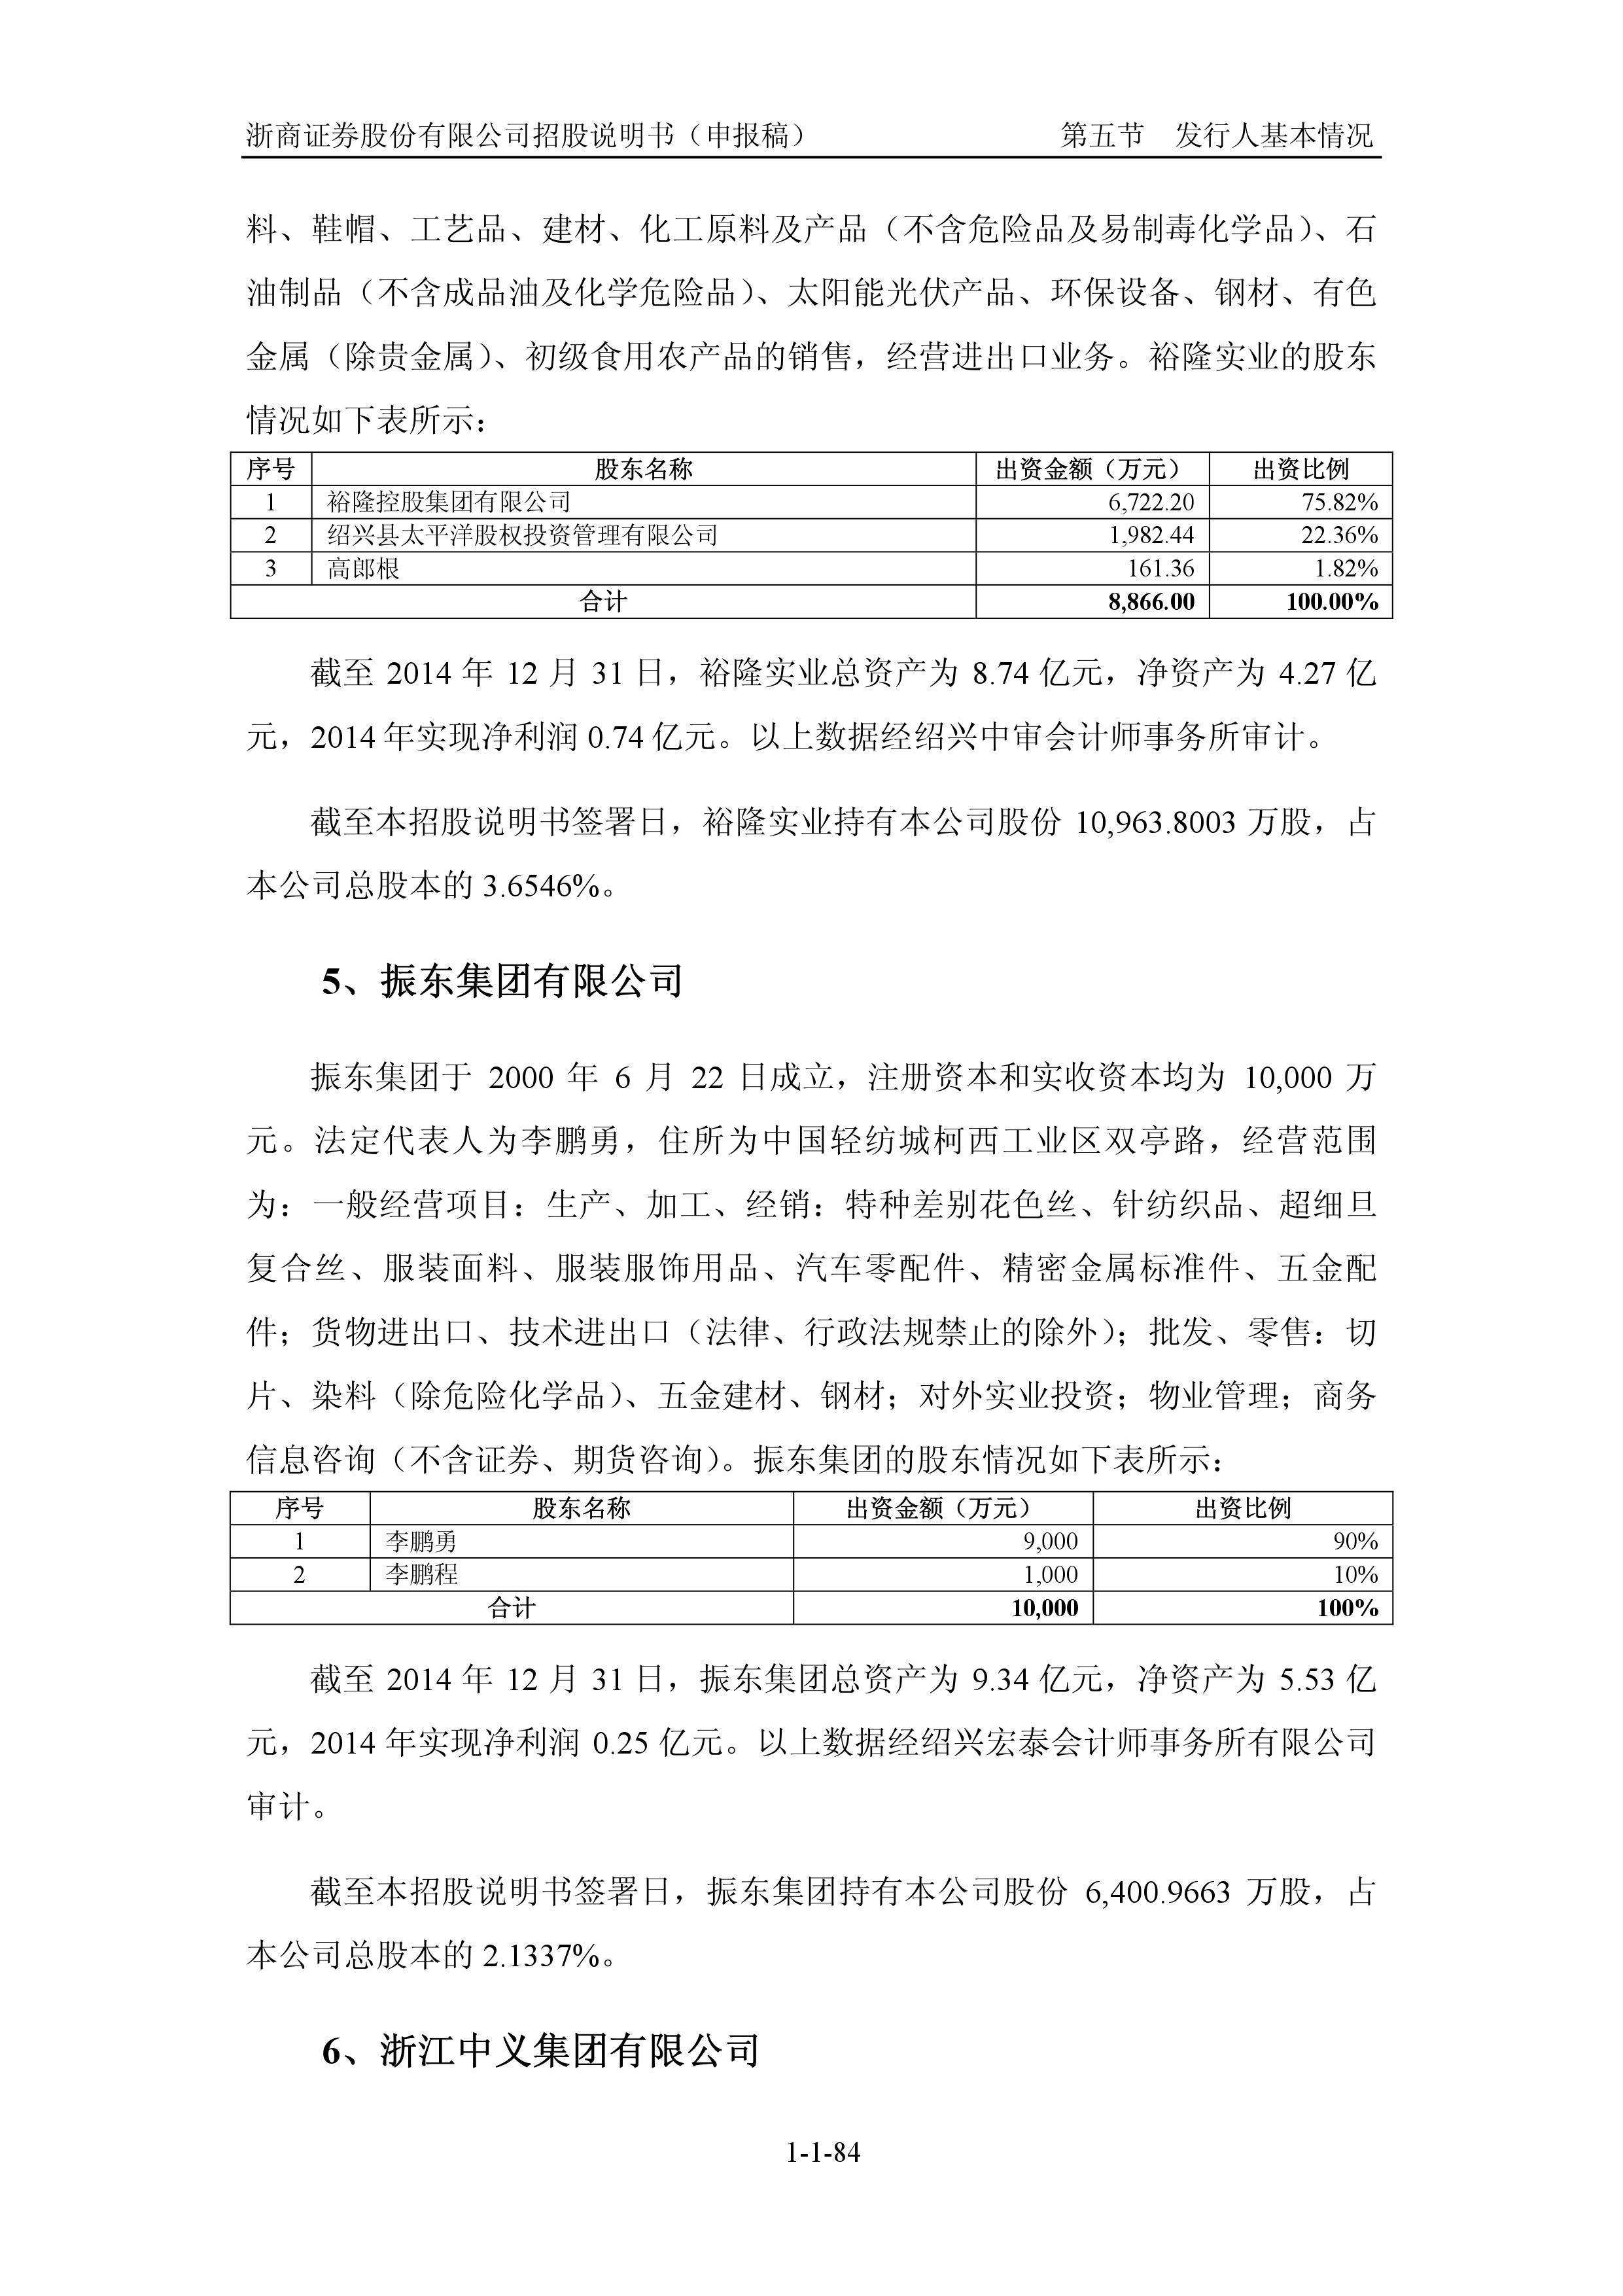 浙商证券股份有限公司招股说明书（申报稿） 第五节 发行人基本情况
料、鞋帽、工艺品、建材、化工原料及产品（不含危险品及易制毒化学品）、石
油制品（不含成品油及化学危险品）、太阳能光伏产品、环保设备、钢材、有色
金属（除贵金属）、初级食用农产品的销售，经营进出口业务。裕隆实业的股东
情况如下表所示：
序号 股东名称 出资金额（万元） 出资比例
1 裕隆控股集团有限公司 6,722.20 75.82%
2 绍兴县太平洋股权投资管理有限公司 1,982.44 22.36%
3 高郎根 161.36 1.82%
合计 8,866.00 100.00%
截至 2014 年 12 月 31 日，裕隆实业总资产为 8.74 亿元，净资产为 4.27 亿
元，2014 年实现净利润 0.74 亿元。以上数据经绍兴中审会计师事务所审计。
截至本招股说明书签署日，裕隆实业持有本公司股份 10,963.8003 万股，占
本公司总股本的 3.6546%。
5、振东集团有限公司
振东集团于 2000 年 6 月 22 日成立，注册资本和实收资本均为 10,000 万
元。法定代表人为李鹏勇，住所为中国轻纺城柯西工业区双亭路，经营范围
为：一般经营项目：生产、加工、经销：特种差别花色丝、针纺织品、超细旦
复合丝、服装面料、服装服饰用品、汽车零配件、精密金属标准件、五金配
件；货物进出口、技术进出口（法律、行政法规禁止的除外）；批发、零售：切
片、染料（除危险化学品）、五金建材、钢材；对外实业投资；物业管理；商务
信息咨询（不含证券、期货咨询）。振东集团的股东情况如下表所示：
序号 股东名称 出资金额（万元） 出资比例
1 李鹏勇 9,000 90%
2 李鹏程 1,000 10%
合计 10,000 100%
截至 2014 年 12 月 31 日，振东集团总资产为 9.34 亿元，净资产为 5.53 亿
元，2014 年实现净利润 0.25 亿元。以上数据经绍兴宏泰会计师事务所有限公司
审计。
截至本招股说明书签署日，振东集团持有本公司股份 6,400.9663 万股，占
本公司总股本的 2.1337%。
6、浙江中义集团有限公司
1-1-84